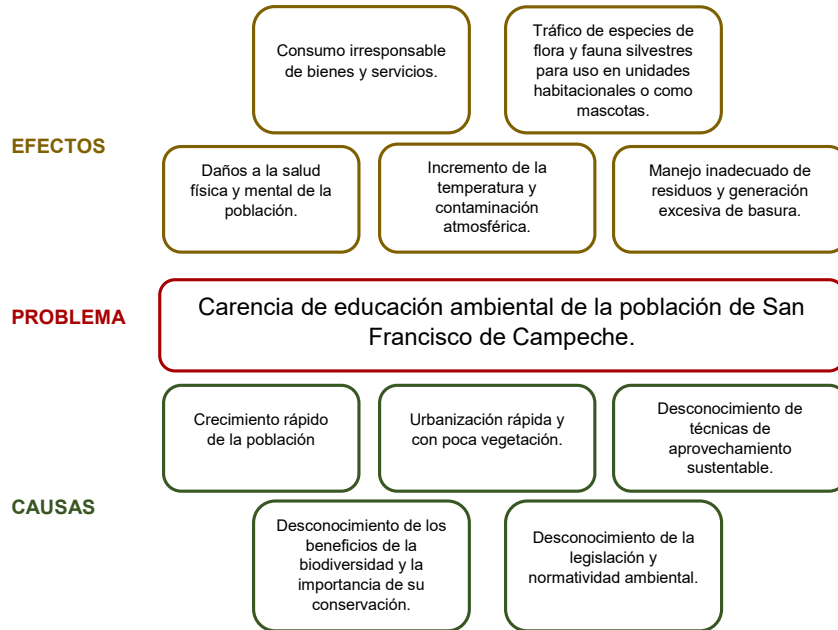 Consumo irresponsable
de bienes y servicios.
Tráfico de especies de
flora y fauna silvestres
para uso en unidades
habitacionales o como
mascotas.
EFECTOS
Daños a la salud
física y mental de la
población.
Incremento de la
temperatura y
contaminación
atmosférica.
Manejo inadecuado de
residuos y generación
excesiva de basura.
PROBLEMA
Carencia de educación ambiental de la población de San
Francisco de Campeche.
Crecimiento rápido
de la población
Urbanización rápida y
con poca vegetación.
Desconocimiento de
técnicas de
aprovechamiento
sustentable.
CAUSAS
Desconocimiento de los
beneficios de la
biodiversidad y la
importancia de su
conservación.
Desconocimiento de la
legislación y
normatividad ambiental.